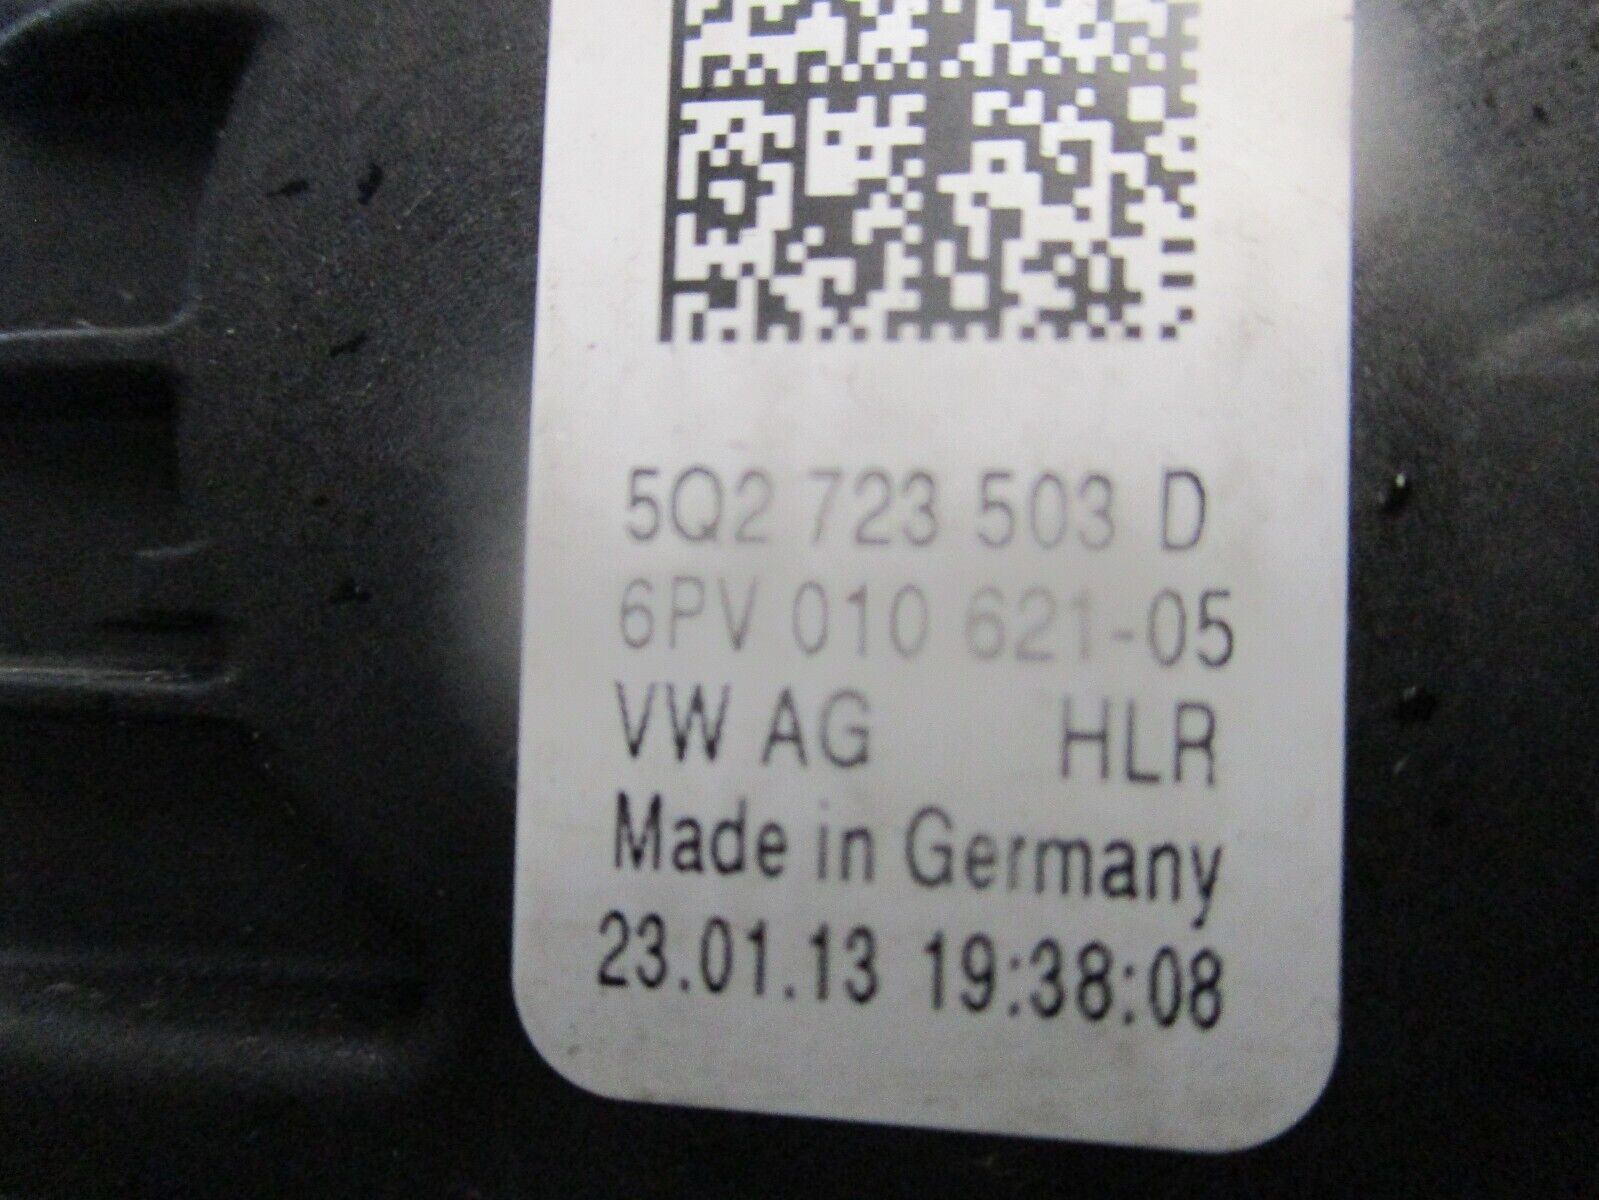 5Q2 723 503 D
6PV 010 621-05
VW AG HLR
Made in Germany
23.01.13 19:38:08